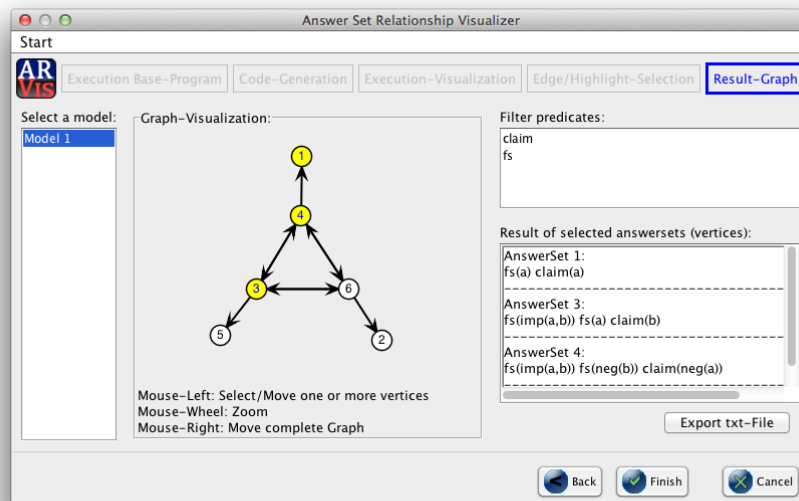 Answer Set Relationship Visualizer
Start
AR
VIS
Execution Base-Program
Code-Generation
Execution-Visualization
Edge/Highlight-Selection
Result-Graph
Select a model:
Model 1
Graph-Visualization:
1
4
3
6
5
2
Mouse-Left: Select/Move one or more vertices
Mouse-Wheel: Zoom
Mouse-Right: Move complete Graph
Filter predicates:
claim
fs
Result of selected answersets (vertices):
AnswerSet 1:
fs(a) claim(a)
AnswerSet 3:
fs(imp(a,b)) fs(a) claim(b)
AnswerSet 4:
fs(imp(a,b)) fs(neg(b)) claim(neg(a))
Export txt-File
Back
Finish
Cancel